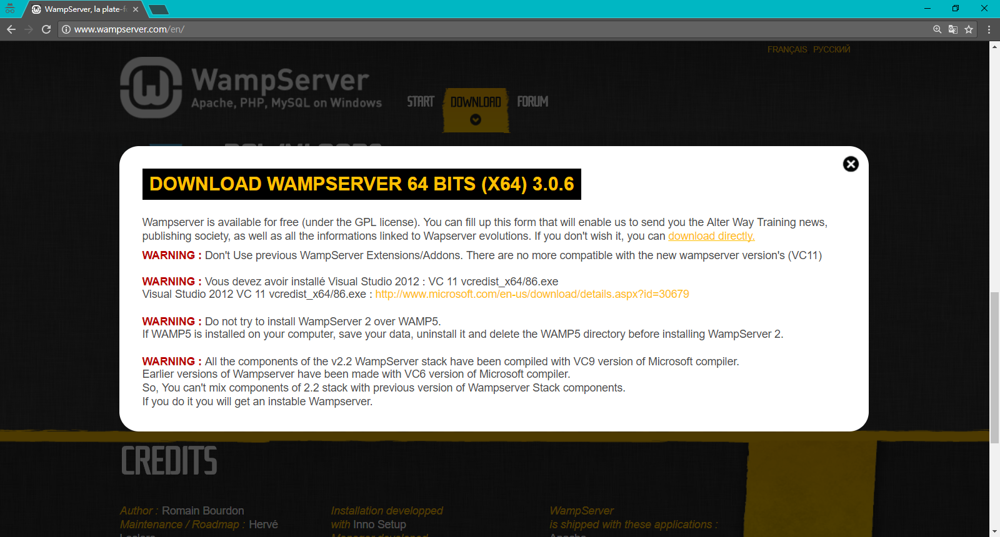 WampServer, la plate-f
www.wampserver.com/en/
FRANÇAIS РУССКИЙ
WampServer
Apache, PHP, MySQL on Windows
START DOWNLOAD FORUM
DOWNLOAD WAMPSERVER 64 BITS (X64) 3.0.6
Wampserver is available for free (under the GPL license). You can fill up this form that will enable us to send you the Alter Way Training news,
publishing society, as well as all the informations linked to Wapserver evolutions. If you don't wish it, you can download directly.
WARNING : Don't Use previous WampServer Extensions/Addons. There are no more compatible with the new wampserver version's (VC11)
WARNING : Vous devez avoir installé Visual Studio 2012 : VC 11 vcredist_x64/86.exe
Visual Studio 2012 VC 11 vcredist_x64/86.exe : http://www.microsoft.com/en-us/download/details.aspx?id=30679
WARNING : Do not try to install WampServer 2 over WAMP5.
If WAMP5 is installed on your computer, save your data, uninstall it and delete the WAMP5 directory before installing WampServer 2.
WARNING : All the components of the v2.2 WampServer stack have been compiled with VC9 version of Microsoft compiler.
Earlier versions of Wampserver have been made with VC6 version of Microsoft compiler.
So, You can't mix components of 2.2 stack with previous version of Wampserver Stack components.
If you do it you will get an instable Wampserver.
CREDITS
Author : Romain Bourdon
Maintenance / Roadmap : Hervé
Installation developped
with Inno Setup
WampServer
is shipped with these applications :